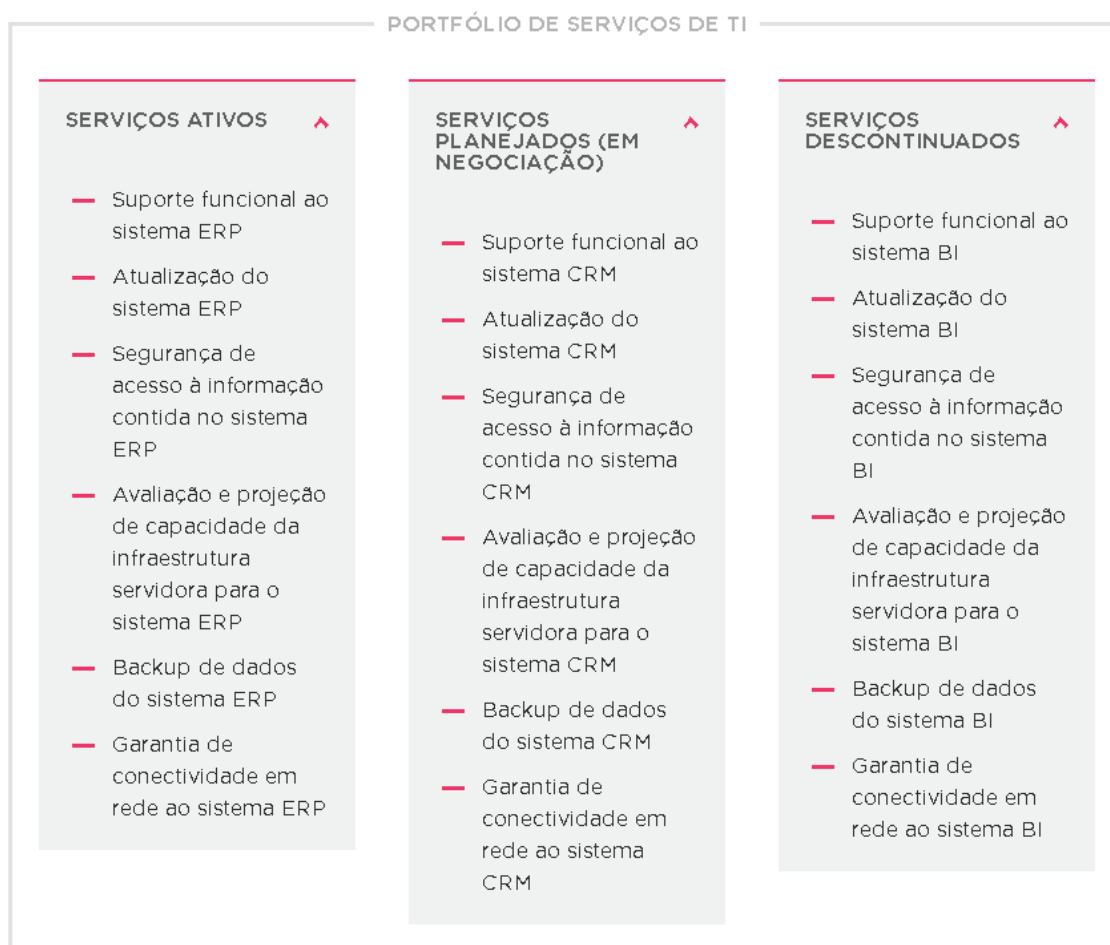 PORTFÓLIO DE SERVIÇOS DE TI
SERVIÇOS ATIVOS
Suporte funcional ao
sistema ERP
Atualização do
sistema ERP
Segurança de
acesso à informação
contida no sistema
ERP
Avaliação e projeção
de capacidade da
infraestrutura
servidora para o
sistema ERP
Backup de dados
do sistema ERP
Garantia de
conectividade em
rede ao sistema ERP
SERVIÇOS
PLANEJADOS (EM
NEGOCIAÇÃO)
Suporte funcional ao
sistema CRM
Atualização do
sistema CRM
Segurança de
acesso à informação
contida no sistema
CRM
Avaliação e projeção
de capacidade da
infraestrutura
servidora para o
sistema CRM
Backup de dados
do sistema CRM
Garantia de
conectividade em
rede ao sistema
CRM
SERVIÇOS
DESCONTINUADOS
Suporte funcional ao
sistema BI
Atualização do
sistema BI
Segurança de
acesso à informação
contida no sistema
BI
Avaliação e projeção
de capacidade da
infraestrutura
servidora para o
sistema BI
Backup de dados
do sistema BI
Garantia de
conectividade em
rede ao sistema BI